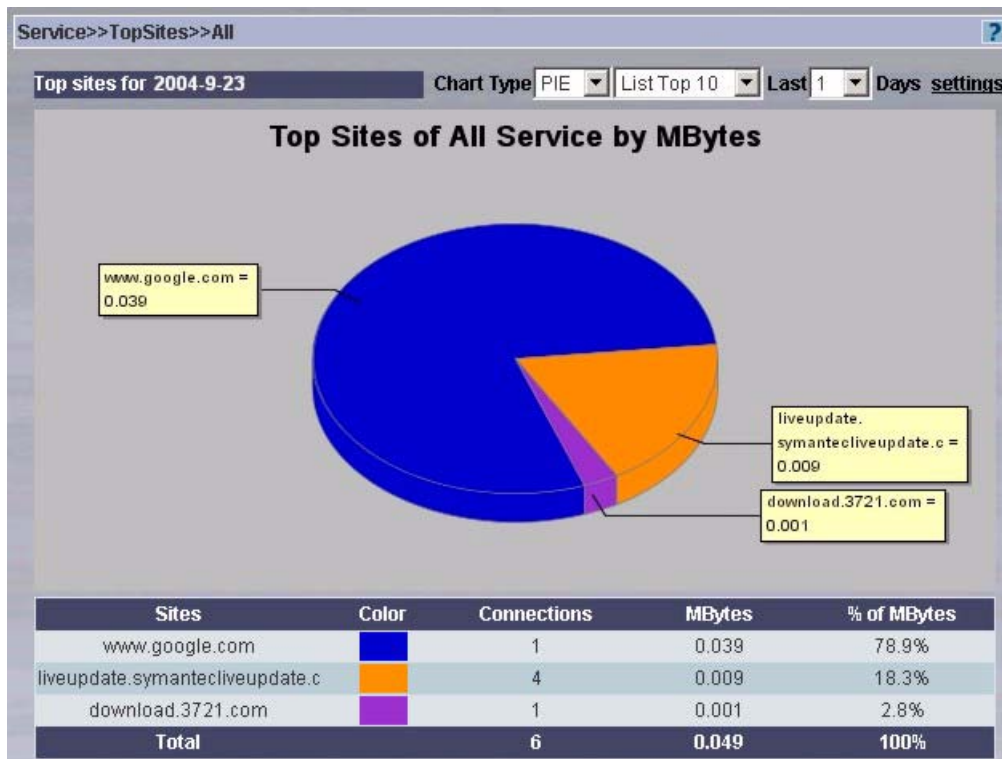 Service>>TopSites>>All
?
Top sites for 2004-9-23 Chart Type PIE List Top 10 Last 1 Days settings
Top Sites of All Service by MBytes
www.google.com =
0.039
liveupdate.
symantecliveupdate.c =
0.009
download.3721.com =
0.001
Sites Color Connections MBytes % of MBytes
www.google.com 1 0.039 78.9%
liveupdate.symantecliveupdate.c 4 0.009 18.3%
download.3721.com 1 0.001 2.8%
Total 6 0.049 100%